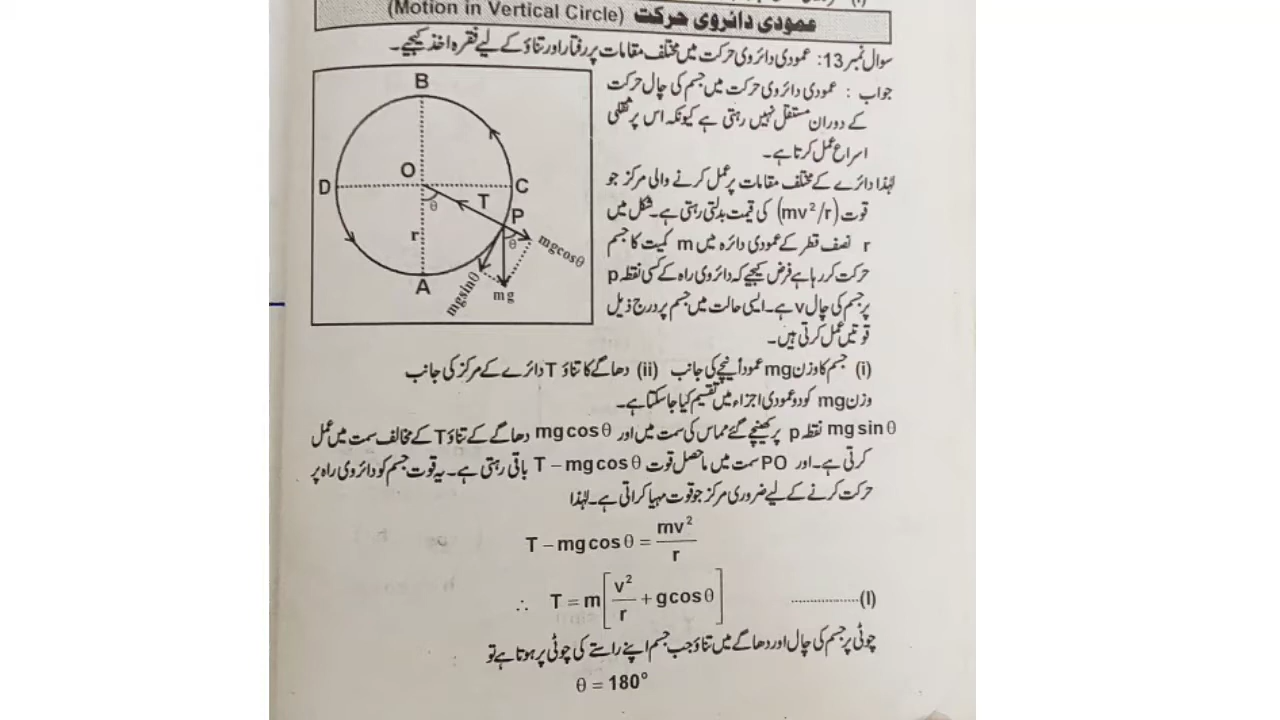 عمودی دائروی حرکت (Motion in Vertical Circle)
سوال نمبر 13: عمودی دائروی حرکت میں مختلف مقامات پر رفتار اور تناؤ کے لیے فقرہ اخذ کیجیے۔
جواب : عمودی دائروی حرکت میں جسم کی چال حرکت
کے دوران مستقل نہیں رہتی ہے کیونکہ اس پر ثقلی
اسراع عمل کرتا ہے۔
لہٰذا دائرے کے مختلف مقامات پر عمل کرنے والی مرکز جو
قوت (mv²/r) کی قیمت بدلتی رہتی ہے۔ شکل میں
r نصف قطر کے عمودی دائرہ میں m کمیت کا جسم
حرکت کر رہا ہے فرض کیجیے کہ دائروی راہ کے کسی نقطہ p
پر جسم کی چال v ہے۔ ایسی حالت میں جسم پر درج ذیل
قوتیں عمل کرتی ہیں۔
B
O
D
C
T
θ
P
r
θ
mgcosθ
A
mgsinθ
mg
(i) جسم کا وزن mg عموداً نیچے کی جانب (ii) دھاگے کا تناؤ T دائرے کے مرکز کی جانب
وزن mg کو دو عمودی اجزاء میں تقسیم کیا جا سکتا ہے۔
mg sin θ نقطہ p پر کھینچے گئے مماس کی سمت میں اور mg cos θ دھاگے کے تناؤ T کے مخالف سمت میں عمل
کرتی ہے۔ اور PO سمت میں ماحصل قوت T − mg cos θ باقی رہتی ہے۔ یہ قوت جسم کو دائروی راہ پر
حرکت کرنے کے لیے ضروری مرکز جو قوت مہیا کراتی ہے۔ لہٰذا
T − mg cos θ = mv²/r
∴ T = m[v²/r + g cos θ] ...............(I)
چوٹی پر جسم کی چال اور دھاگے میں تناؤ جب جسم اپنے راستے کی چوٹی پر ہوتا ہے تو
θ = 180°